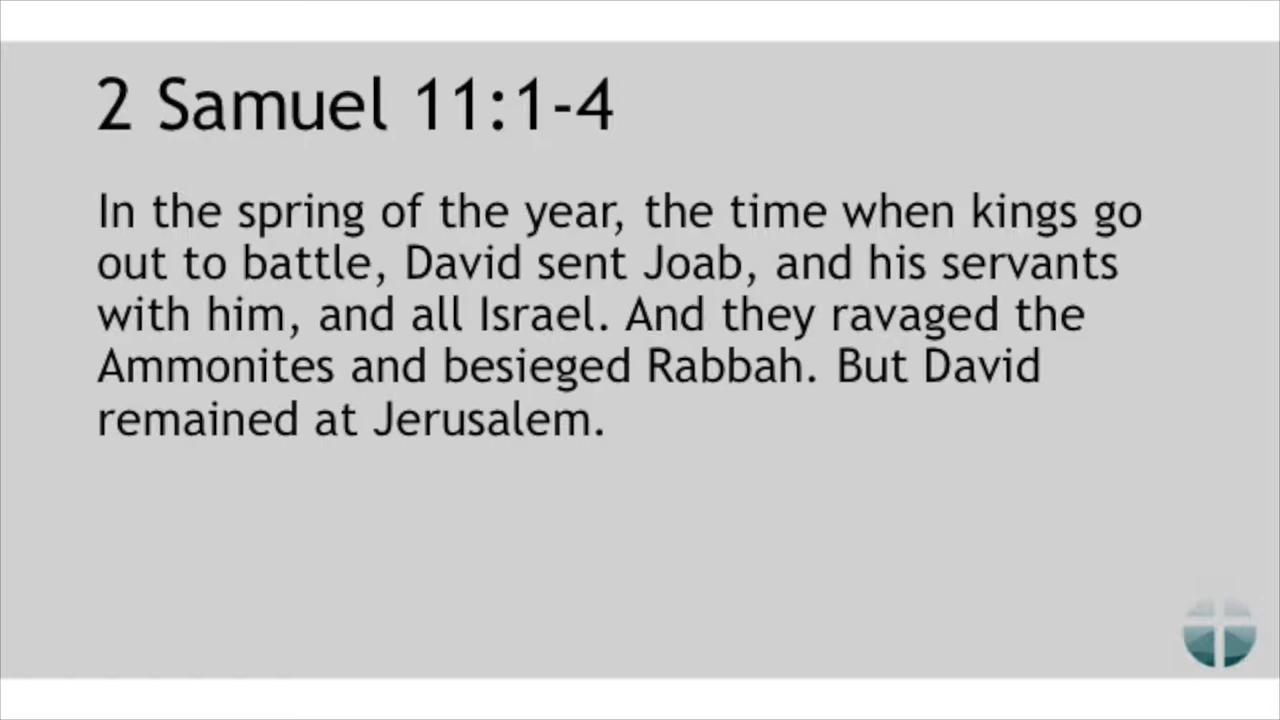 2 Samuel 11:1-4
In the spring of the year, the time when kings go
out to battle, David sent Joab, and his servants
with him, and all Israel. And they ravaged the
Ammonites and besieged Rabbah. But David
remained at Jerusalem.